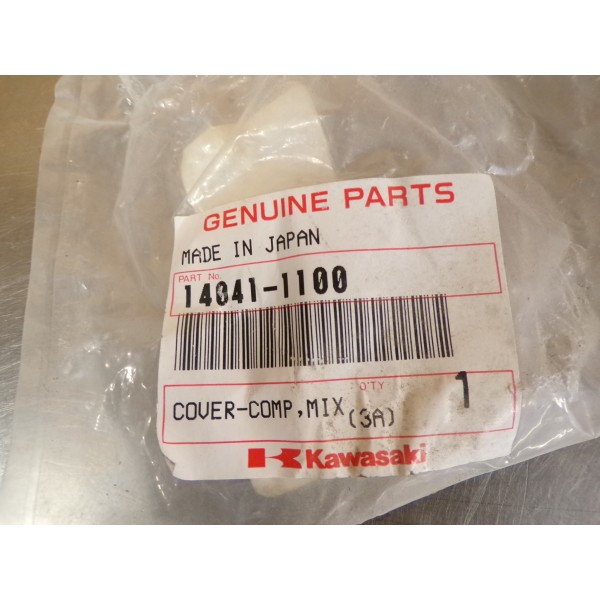 GENUINE PARTS
MADE IN JAPAN
PART No.
14041-1100
Q'TY
COVER-COMP,MIX 1
(3A)
Kawasaki